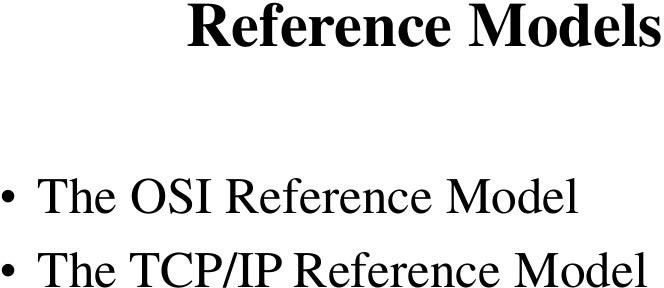 Reference Models
• The OSI Reference Model
• The TCP/IP Reference Model